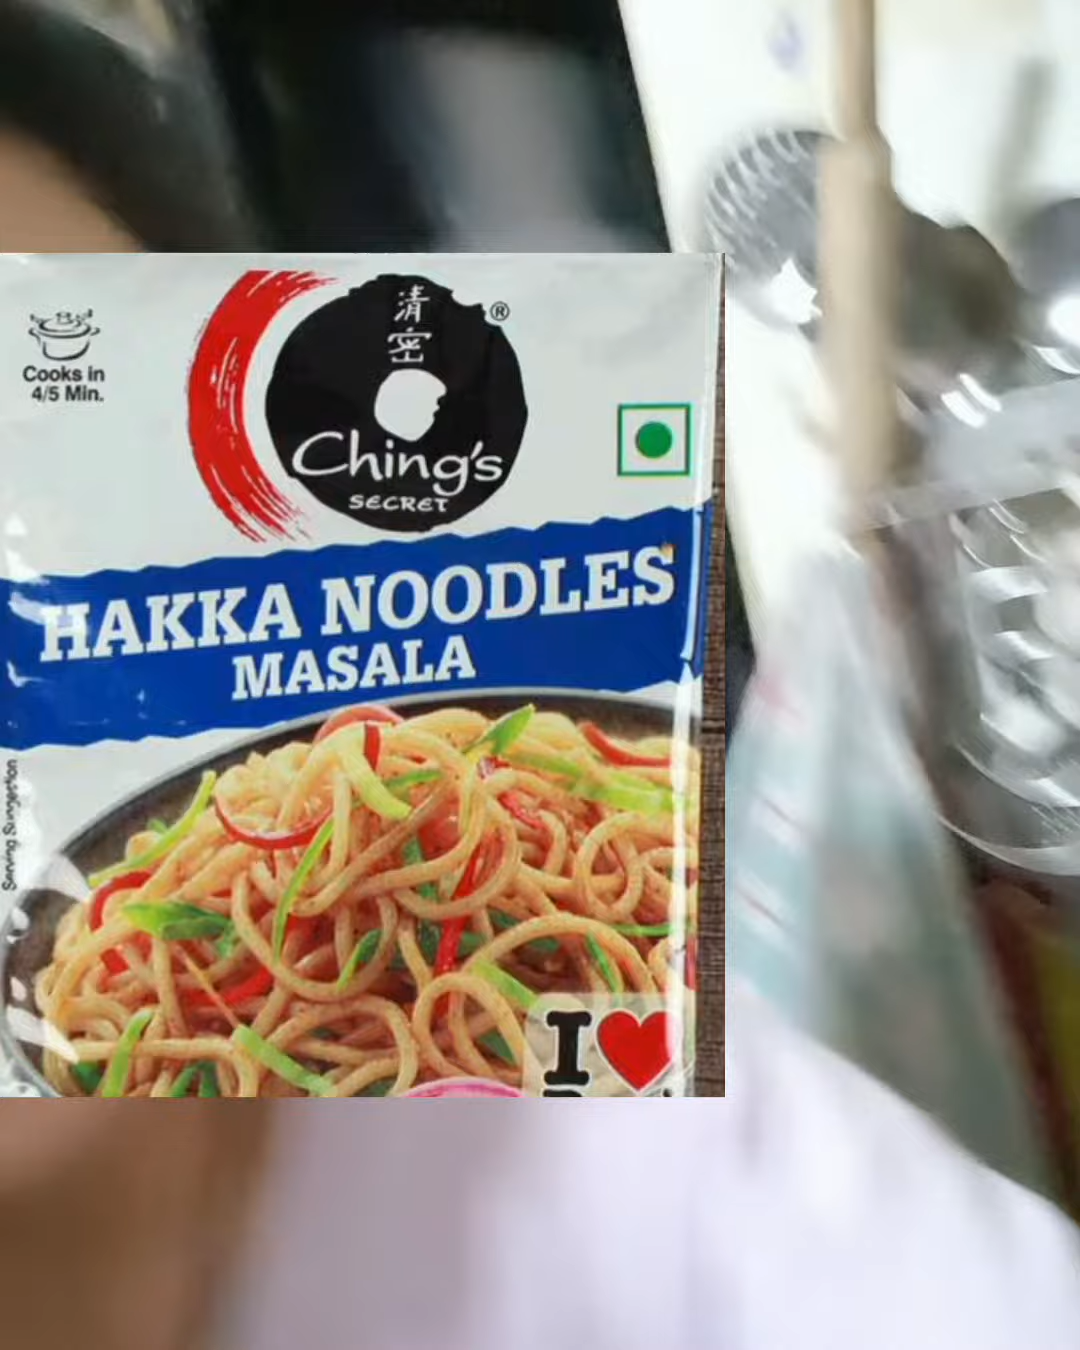 清
密
®
Ching's
SECRET
Cooks in
4/5 Min.
HAKKA NOODLES
MASALA
Serving Suggestion
I